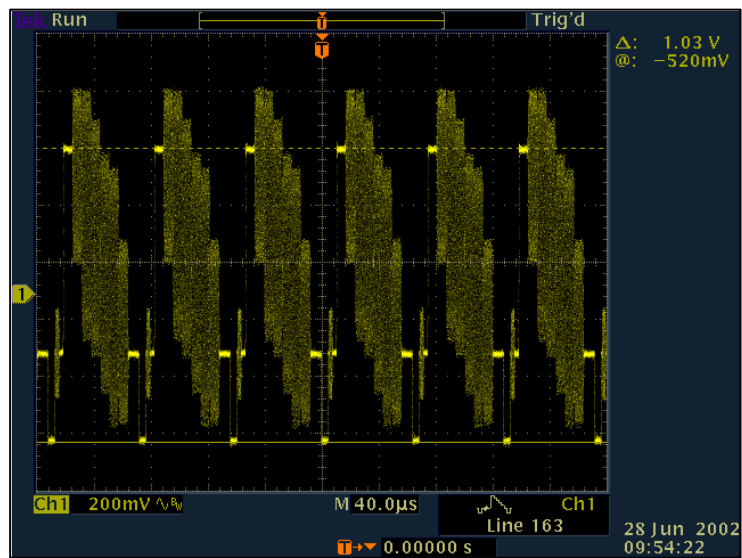 Tek Run Trig'd
T
T
Δ: 1.03 V
@: −520mV
1
Ch1 200mV ∿ BW M 40.0µs Ch1
Line 163
T→▼ 0.00000 s
28 Jun 2002
09:54:22